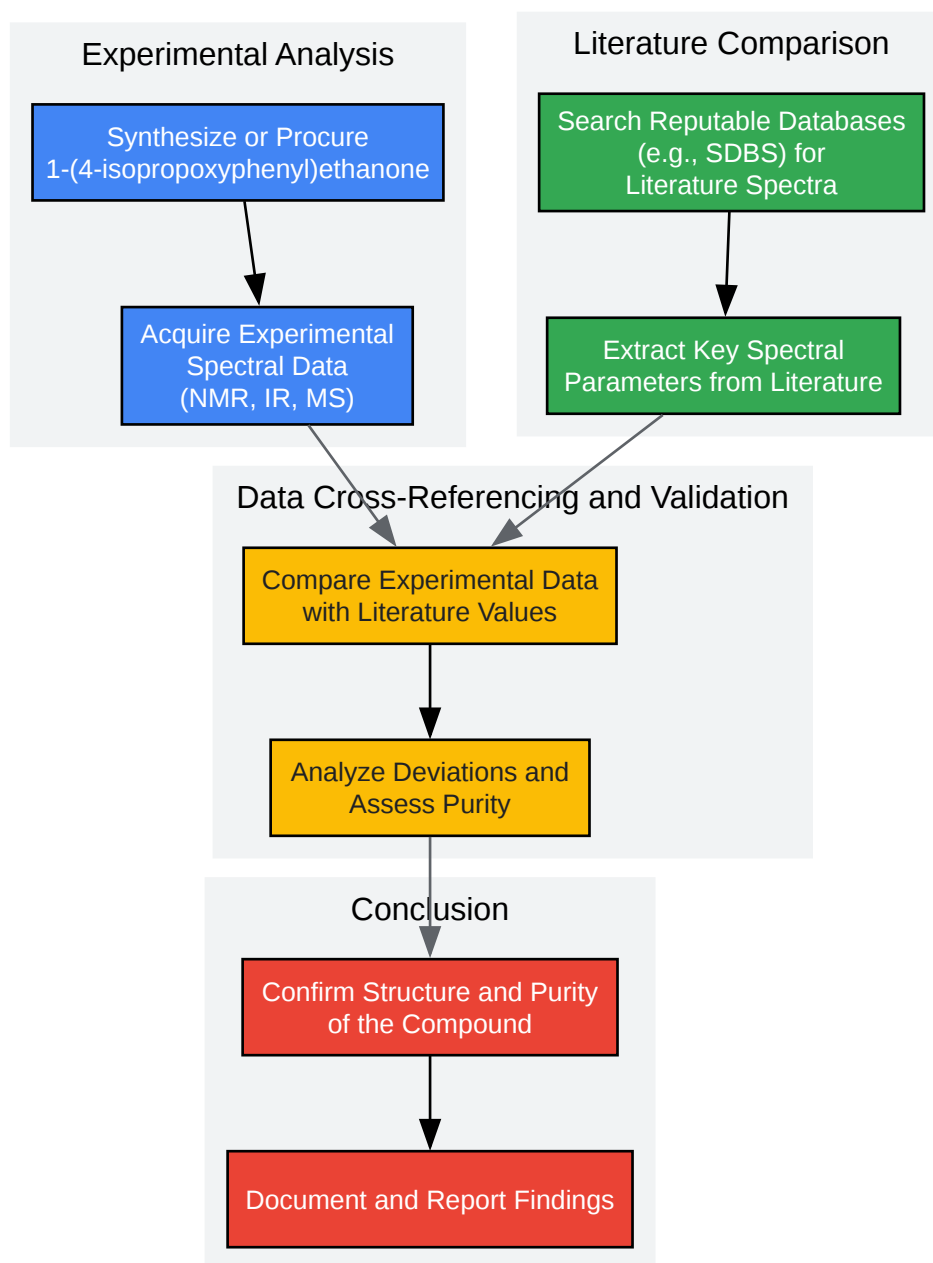 Experimental Analysis
Synthesize or Procure
1-(4-isopropoxyphenyl)ethanone
Acquire Experimental
Spectral Data
(NMR, IR, MS)
Literature Comparison
Search Reputable Databases
(e.g., SDBS) for
Literature Spectra
Extract Key Spectral
Parameters from Literature
Data Cross-Referencing and Validation
Compare Experimental Data
with Literature Values
Analyze Deviations and
Assess Purity
Conclusion
Confirm Structure and Purity
of the Compound
Document and Report Findings